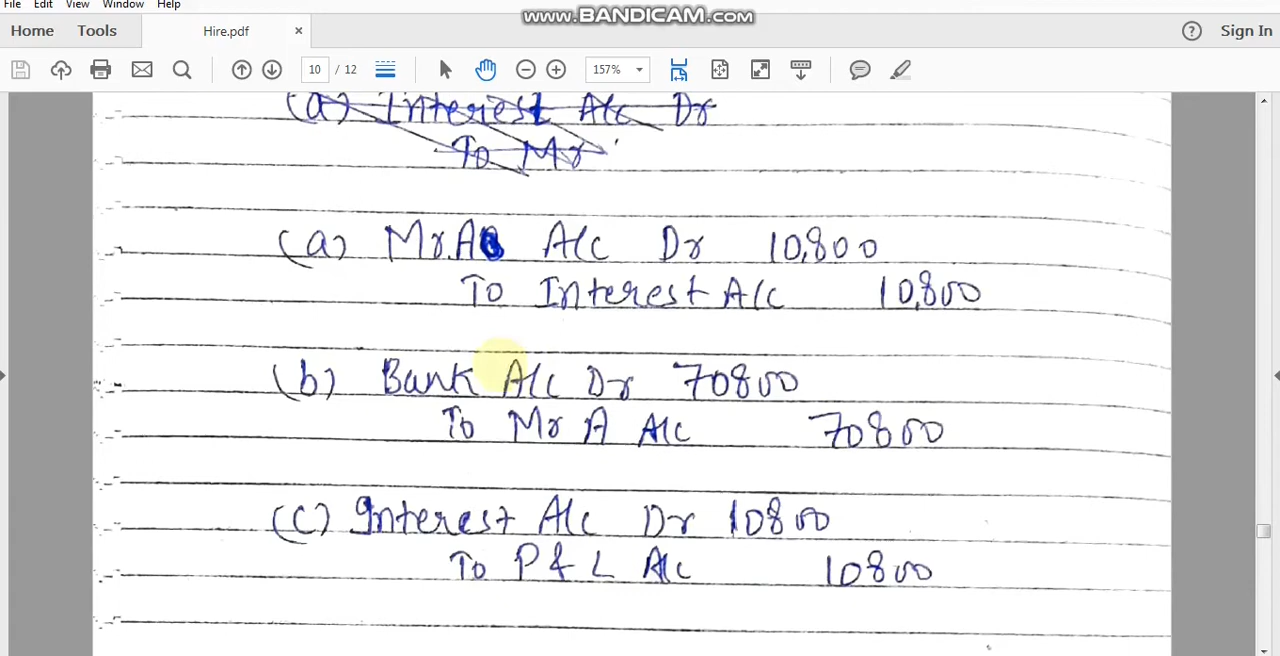 File Edit View Window Help
www.BANDICAM.com
Home Tools Hire.pdf × ? Sign In
10 / 12 157%
(a) Interest A/c Dr
To Mr
(a) Mr.A A/c Dr 10,800
To Interest A/c 10,800
(b) Bank A/c Dr 70800
To Mr A A/c 70800
(c) Interest A/c Dr 10800
To P & L A/c 10800